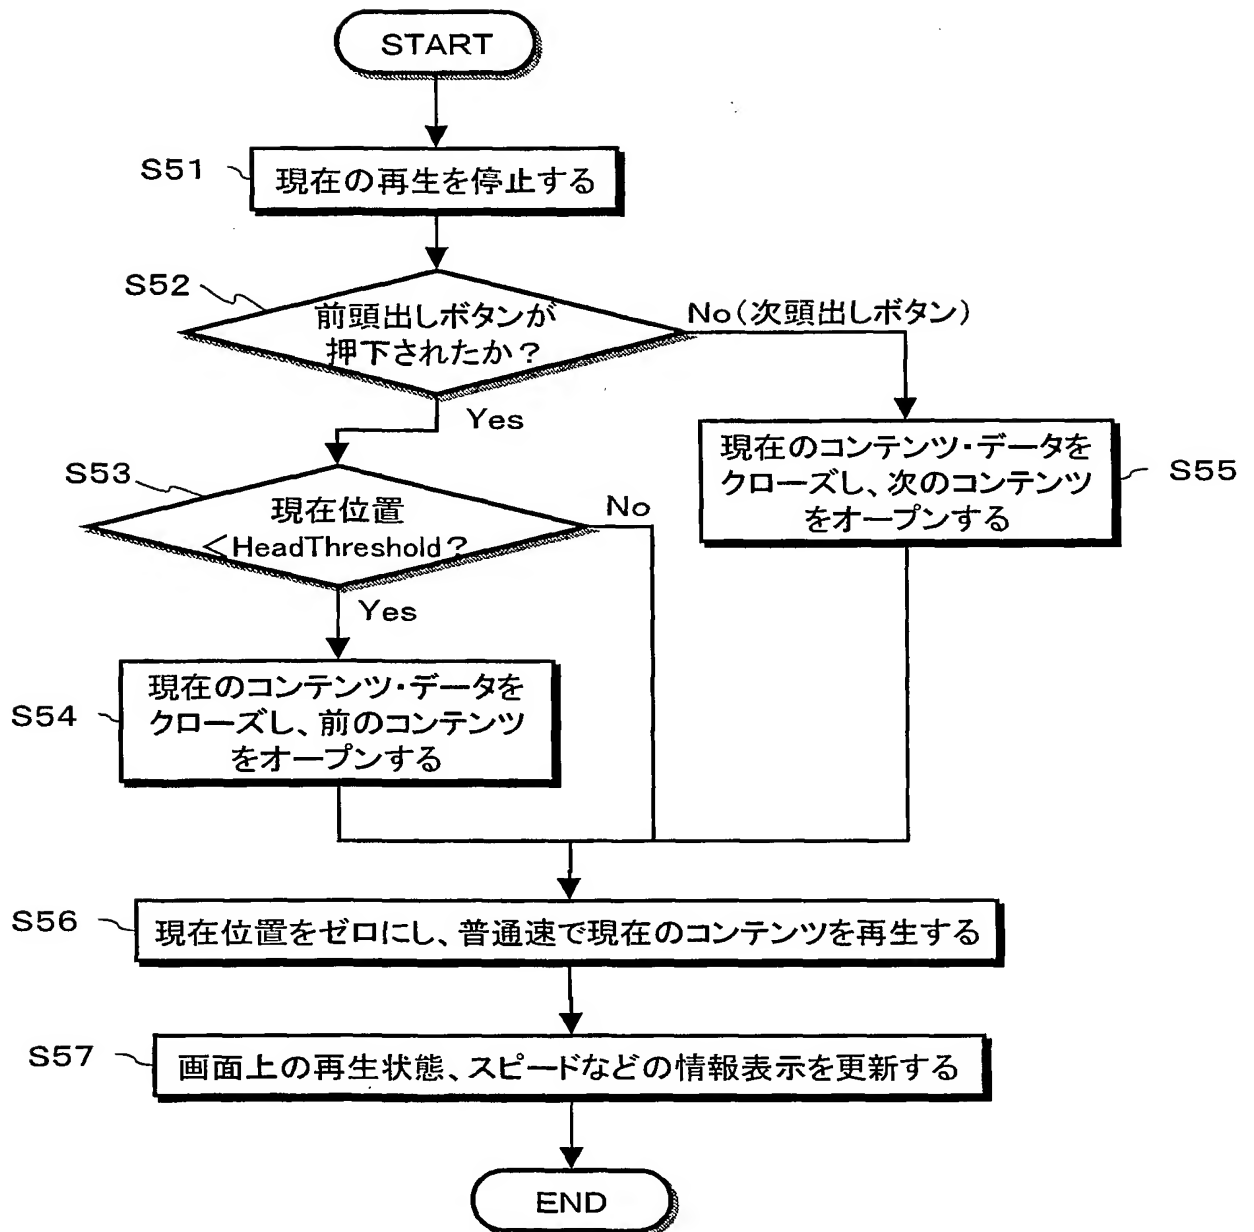 START
S51
現在の再生を停止する
S52
前頭出しボタンが
押下されたか？
No（次頭出しボタン）
Yes
S53
現在位置
＜HeadThreshold？
No
Yes
現在のコンテンツ・データを
クローズし、次のコンテンツ
をオープンする
S55
S54
現在のコンテンツ・データを
クローズし、前のコンテンツ
をオープンする
S56
現在位置をゼロにし、普通速で現在のコンテンツを再生する
S57
画面上の再生状態、スピードなどの情報表示を更新する
END